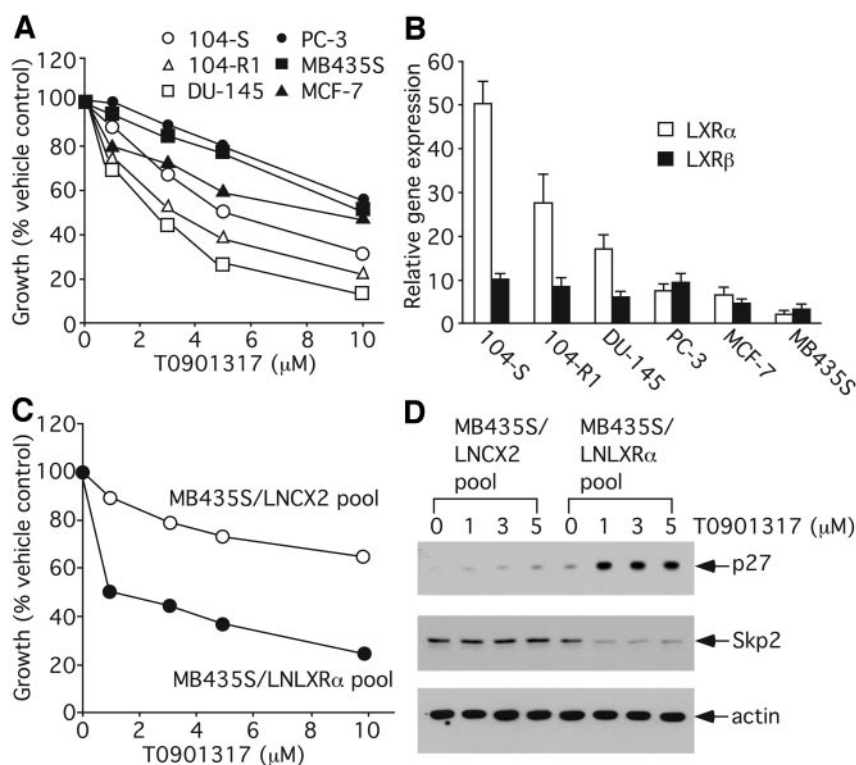 A
104-S
PC-3
104-R1
MB435S
DU-145
MCF-7
Growth (% vehicle control)
120
100
80
60
40
20
0
0 2 4 6 8 10
T0901317 (μM)
B
Relative gene expression
60
50
40
30
20
10
0
LXRα
LXRβ
104-S
104-R1
DU-145
PC-3
MCF-7
MB435S
C
Growth (% vehicle control)
120
100
80
60
40
20
0
MB435S/LNCX2 pool
MB435S/LNLXRα pool
0 2 4 6 8 10
T0901317 (μM)
D
MB435S/
LNCX2
pool
MB435S/
LNLXRα
pool
0 1 3 5 0 1 3 5 T0901317 (μM)
p27
Skp2
actin